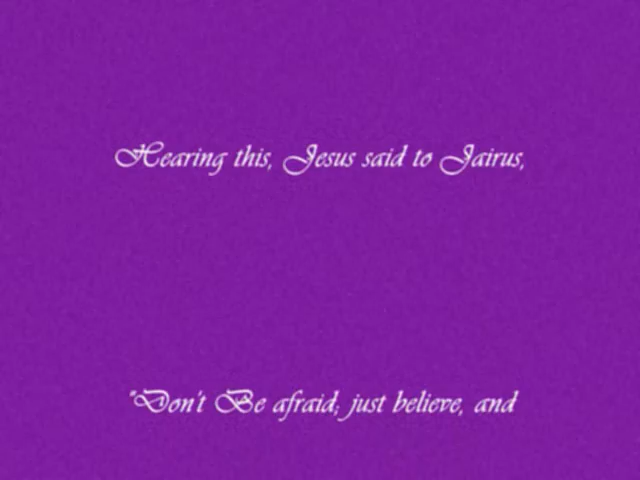 Hearing this, Jesus said to Jairus,
"Don't Be afraid; just believe, and